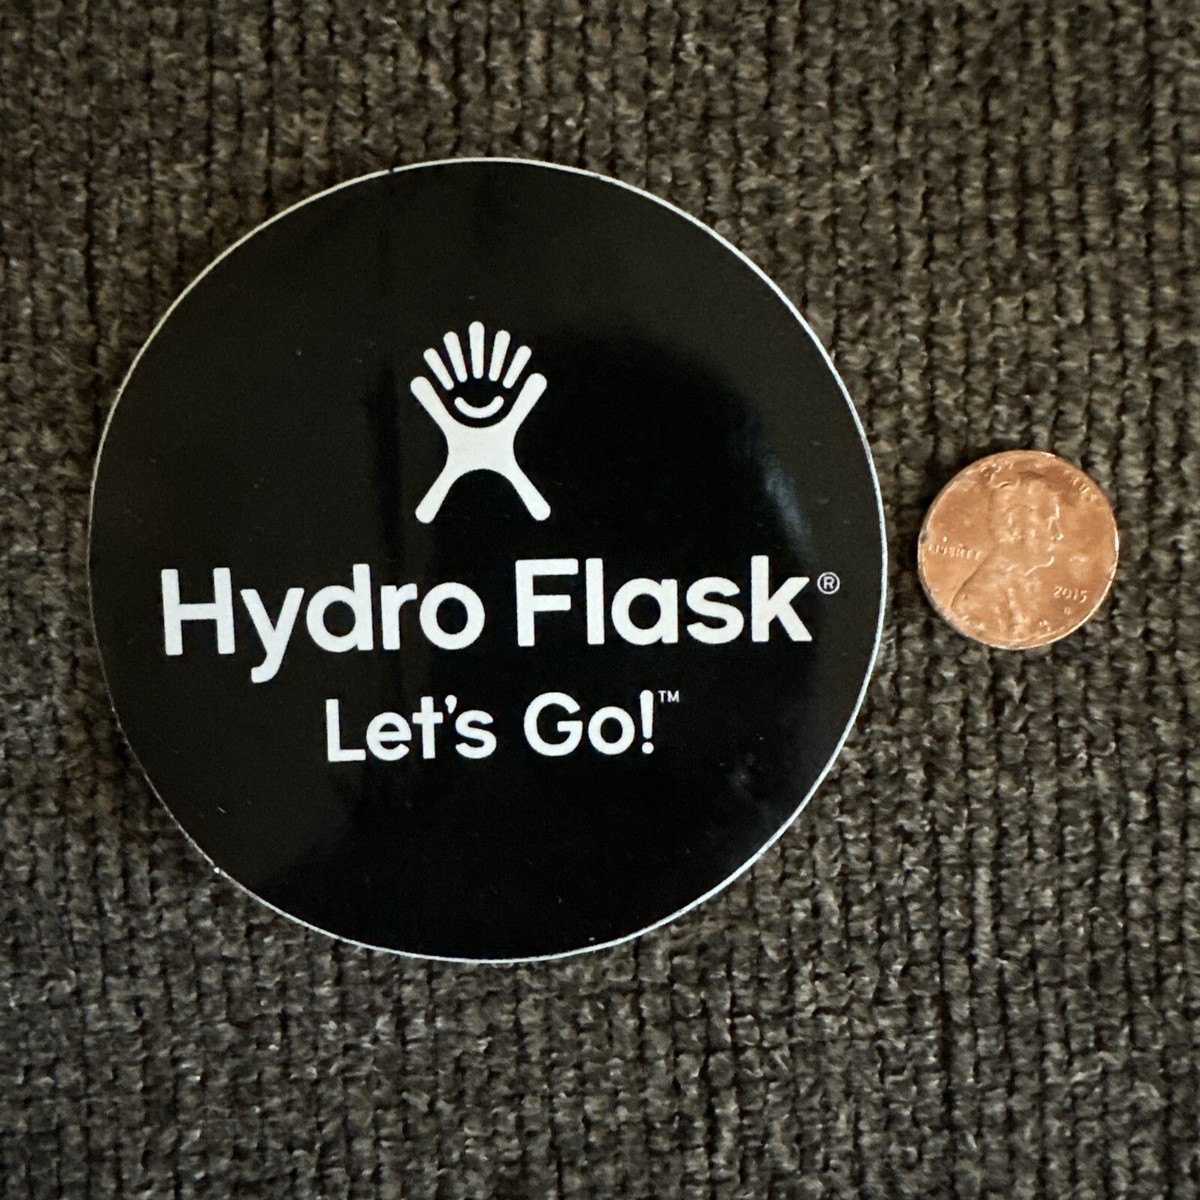 Hydro Flask®
Let's Go!™
LIBERTY
2015
D